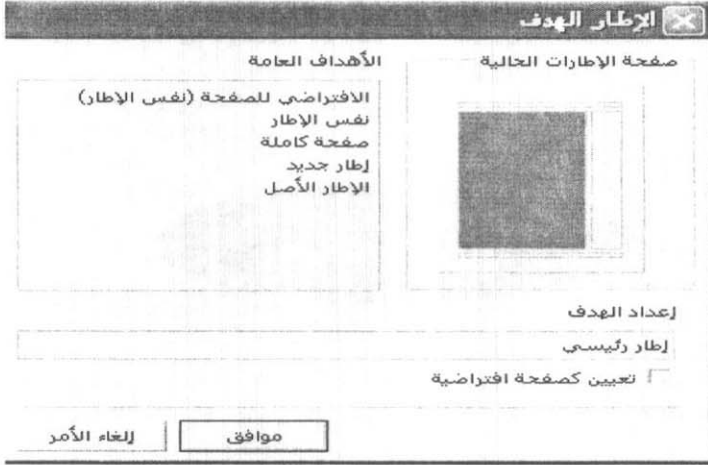 الإطار الهدف
صفحة الإطارات الحالية
الأهداف العامة
الافتراضي للصفحة (نفس الإطار)
نفس الإطار
صفحة كاملة
إطار جديد
الإطار الأصل
إعداد الهدف
إطار رئيسي
تعيين كصفحة افتراضية
موافق
إلغاء الأمر